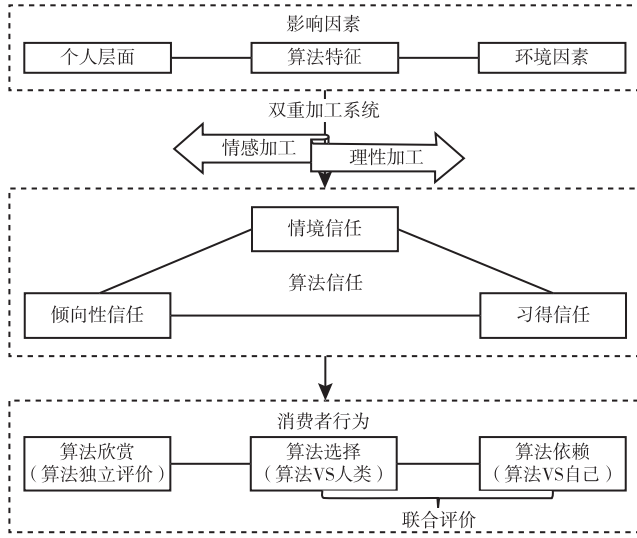 影响因素
个人层面
算法特征
环境因素
双重加工系统
情感加工
理性加工
情境信任
算法信任
倾向性信任
习得信任
消费者行为
算法欣赏
（算法独立评价）
算法选择
（算法VS人类）
算法依赖
（算法VS自己）
联合评价